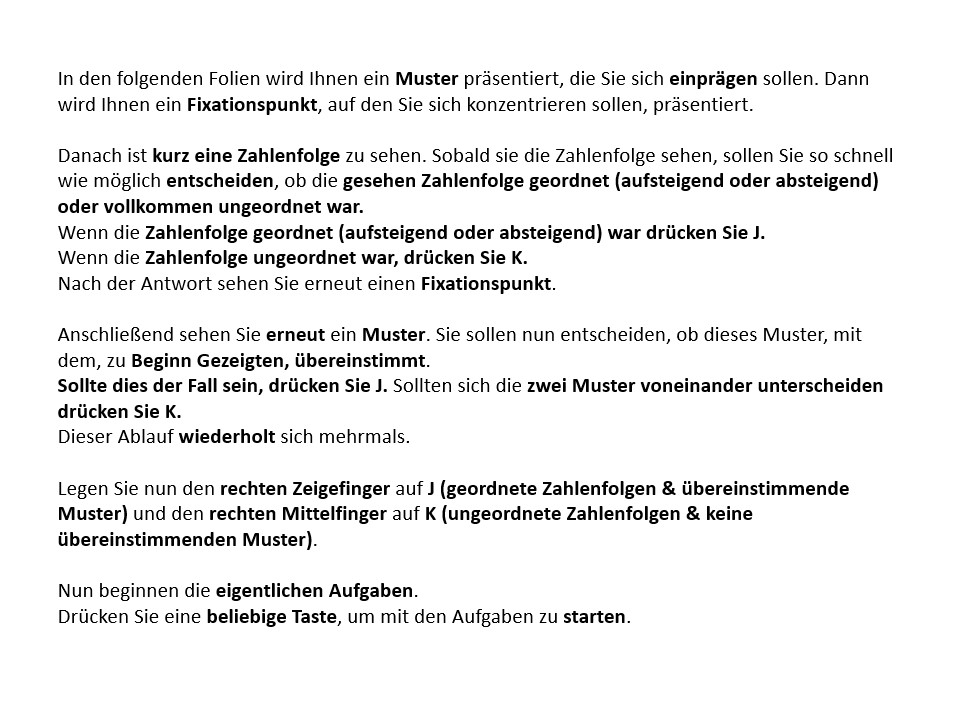 In den folgenden Folien wird Ihnen ein Muster präsentiert, die Sie sich einprägen sollen. Dann
wird Ihnen ein Fixationspunkt, auf den Sie sich konzentrieren sollen, präsentiert.
Danach ist kurz eine Zahlenfolge zu sehen. Sobald sie die Zahlenfolge sehen, sollen Sie so schnell
wie möglich entscheiden, ob die gesehen Zahlenfolge geordnet (aufsteigend oder absteigend)
oder vollkommen ungeordnet war.
Wenn die Zahlenfolge geordnet (aufsteigend oder absteigend) war drücken Sie J.
Wenn die Zahlenfolge ungeordnet war, drücken Sie K.
Nach der Antwort sehen Sie erneut einen Fixationspunkt.
Anschließend sehen Sie erneut ein Muster. Sie sollen nun entscheiden, ob dieses Muster, mit
dem, zu Beginn Gezeigten, übereinstimmt.
Sollte dies der Fall sein, drücken Sie J. Sollten sich die zwei Muster voneinander unterscheiden
drücken Sie K.
Dieser Ablauf wiederholt sich mehrmals.
Legen Sie nun den rechten Zeigefinger auf J (geordnete Zahlenfolgen & übereinstimmende
Muster) und den rechten Mittelfinger auf K (ungeordnete Zahlenfolgen & keine
übereinstimmenden Muster).
Nun beginnen die eigentlichen Aufgaben.
Drücken Sie eine beliebige Taste, um mit den Aufgaben zu starten.